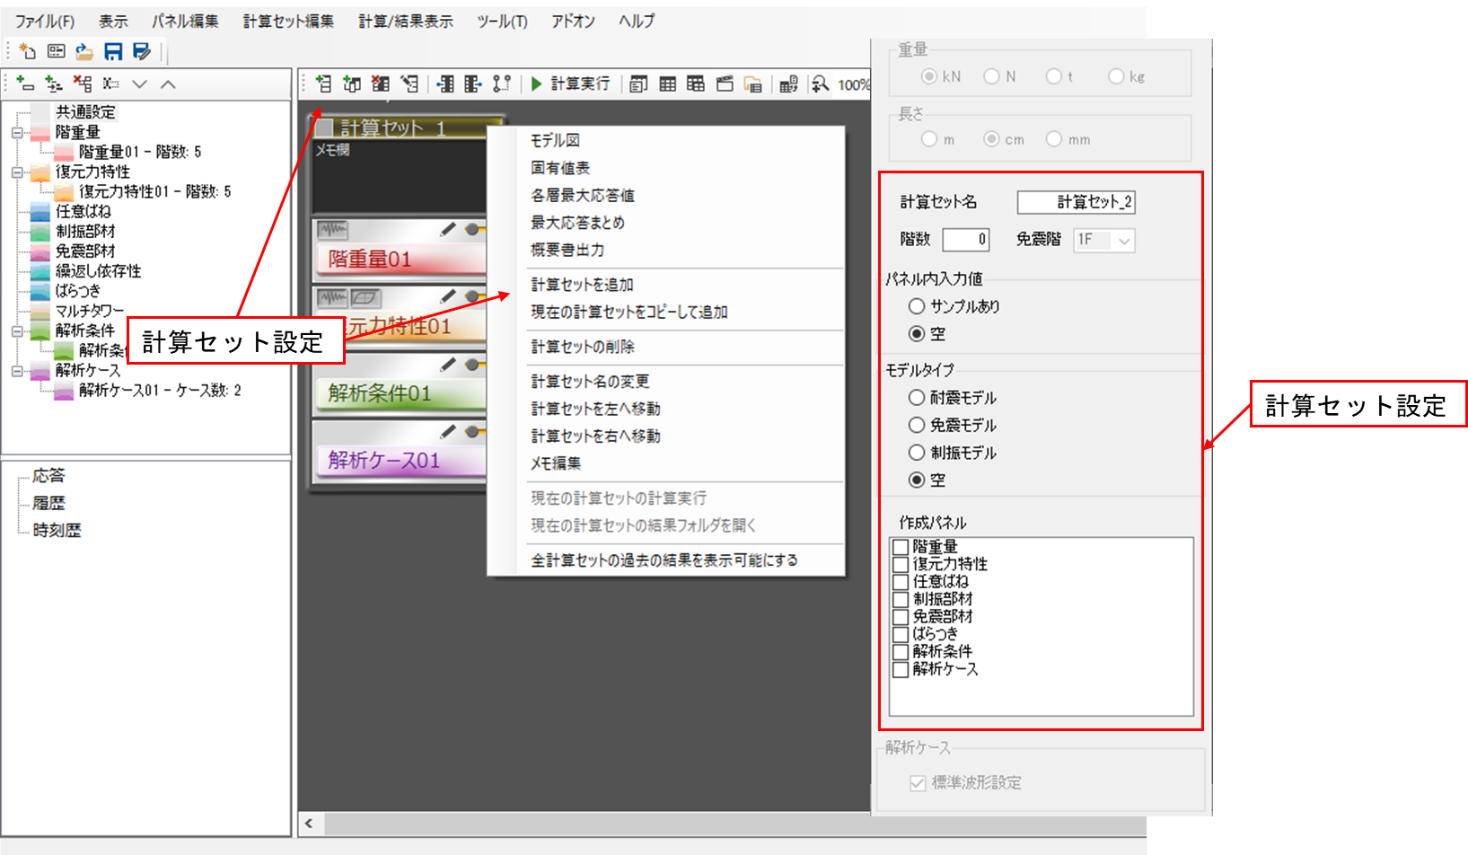 ファイル(F) 表示 パネル編集 計算セット編集 計算/結果表示 ツール(T) アドオン ヘルプ
計算実行 100%
共通設定
階重量
階重量01 - 階数: 5
復元力特性
復元力特性01 - 階数: 5
任意ばね
制振部材
免震部材
繰返し依存性
ばらつき
マルチタワー
解析条件
解析条
解析ケース
解析ケース01 - ケース数: 2
応答
履歴
時刻歴
計算セット設定
計算セット_1
メモ欄
階重量01
元力特性01
解析条件01
解析ケース01
モデル図
固有値表
各層最大応答値
最大応答まとめ
概要書出力
計算セットを追加
現在の計算セットをコピーして追加
計算セットの削除
計算セット名の変更
計算セットを左へ移動
計算セットを右へ移動
メモ編集
現在の計算セットの計算実行
現在の計算セットの結果フォルダを開く
全計算セットの過去の結果を表示可能にする
重量
kN N t kg
長さ
m cm mm
計算セット名 計算セット_2
階数 0 免震階 1F
パネル内入力値
サンプルあり
空
モデルタイプ
耐震モデル
免震モデル
制振モデル
空
作成パネル
階重量
復元力特性
任意ばね
制振部材
免震部材
ばらつき
解析条件
解析ケース
解析ケース
標準波形設定
計算セット設定